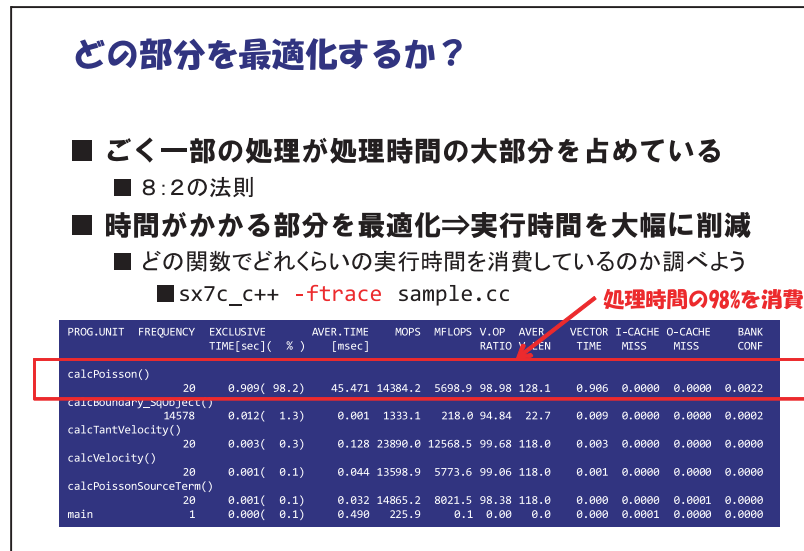 どの部分を最適化するか？
■ ごく一部の処理が処理時間の大部分を占めている
■ 8:2の法則
■ 時間がかかる部分を最適化⇒実行時間を大幅に削減
■ どの関数でどれくらいの実行時間を消費しているのか調べよう
■sx7c_c++ -ftrace sample.cc
処理時間の98%を消費
PROG.UNIT FREQUENCY EXCLUSIVE AVER.TIME MOPS MFLOPS V.OP AVER VECTOR I-CACHE O-CACHE BANK
TIME[sec]( % ) [msec] RATIO V.LEN TIME MISS MISS CONF
calcPoisson()
20 0.909( 98.2) 45.471 14384.2 5698.9 98.98 128.1 0.906 0.0000 0.0000 0.0022
calcBoundary_SqObject()
14578 0.012( 1.3) 0.001 1333.1 218.0 94.84 22.7 0.009 0.0000 0.0000 0.0002
calcTantVelocity()
20 0.003( 0.3) 0.128 23890.0 12568.5 99.68 118.0 0.003 0.0000 0.0000 0.0000
calcVelocity()
20 0.001( 0.1) 0.044 13598.9 5773.6 99.06 118.0 0.001 0.0000 0.0000 0.0000
calcPoissonSourceTerm()
20 0.001( 0.1) 0.032 14865.2 8021.5 98.38 118.0 0.000 0.0000 0.0001 0.0000
main 1 0.000( 0.1) 0.490 225.9 0.1 0.00 0.0 0.000 0.0001 0.0000 0.0000